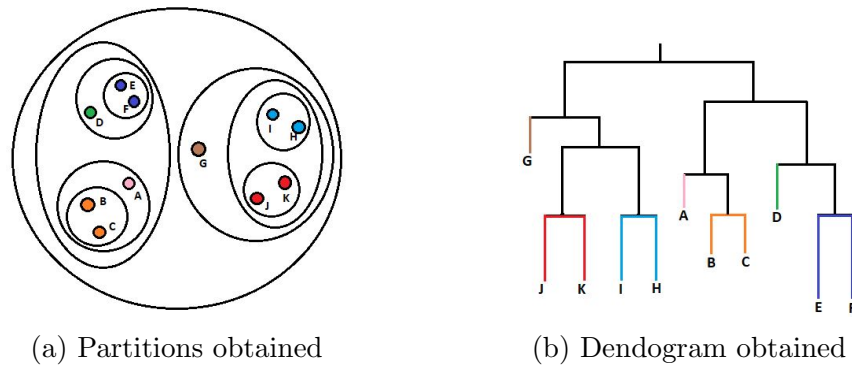 E
F
D
I
H
G
A
B
K
J
C
G
A
D
B
C
J
K
I
H
E
F
(a) Partitions obtained
(b) Dendogram obtained